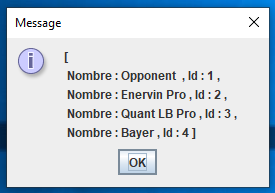 Message
[
Nombre : Opponent , Id : 1 ,
Nombre : Enervin Pro , Id : 2 ,
Nombre : Quant LB Pro , Id : 3 ,
Nombre : Bayer , Id : 4 ]
OK